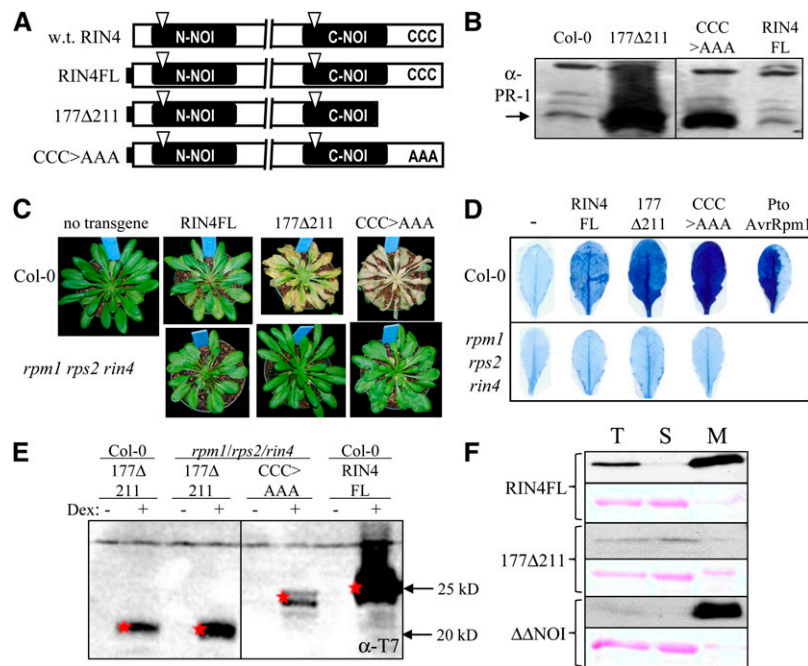 A
w.t. RIN4
N-NOI
C-NOI
CCC
RIN4FL
N-NOI
C-NOI
CCC
177Δ211
N-NOI
C-NOI
CCC>AAA
N-NOI
C-NOI
AAA
B
Col-0
177Δ211
CCC
>AAA
RIN4
FL
α-
PR-1
C
no transgene
RIN4FL
177Δ211
CCC>AAA
Col-0
rpm1 rps2 rin4
D
-
RIN4
FL
177
Δ211
CCC
>AAA
Pto
AvrRpm1
Col-0
rpm1
rps2
rin4
E
Col-0
rpm1/rps2/rin4
Col-0
177Δ
211
177Δ
211
CCC>
AAA
RIN4
FL
Dex: - + - + - + - +
25 kD
20 kD
α-T7
F
T S M
RIN4FL
177Δ211
ΔΔNOI